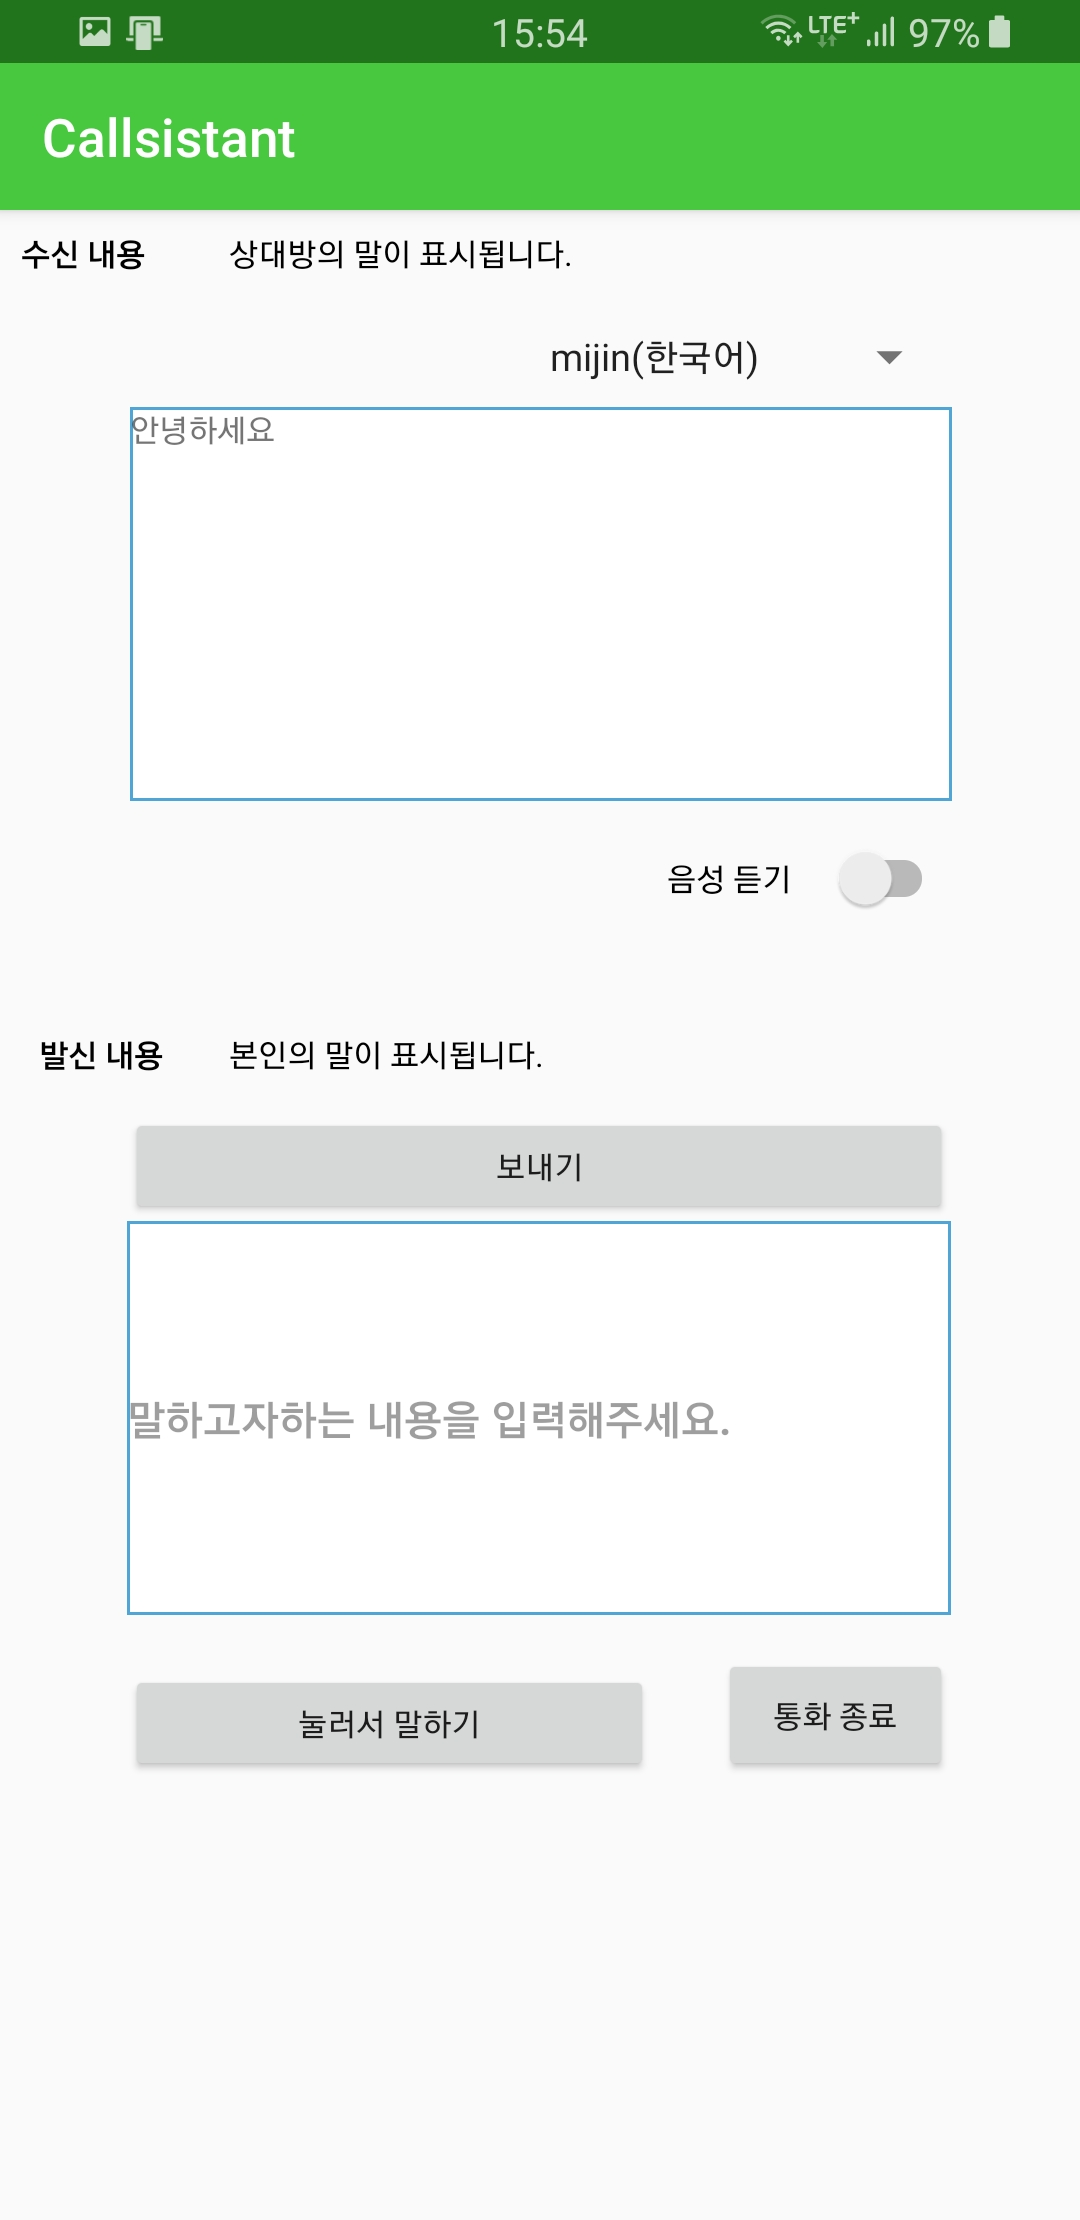 15:54
LTE+ 97%
Callsistant
수신 내용 상대방의 말이 표시됩니다.
mijin(한국어)
안녕하세요
음성 듣기
발신 내용 본인의 말이 표시됩니다.
보내기
말하고자하는 내용을 입력해주세요.
눌러서 말하기 통화 종료